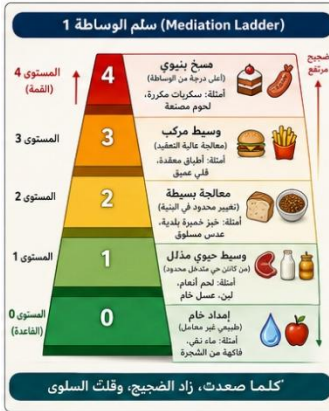 1 سلّم الوساطة (Mediation Ladder)
ضجيج
مرتفع
المستوى 4
(القمة)
4
مسخ بنيوي
(أعلى درجة من الوساطة)
أمثلة: سكريات مكررة،
لحوم مصنعة
المستوى 3
3
وسيط مركب
(معالجة عالية التعقيد)
أمثلة: أطباق معقدة،
قلي عميق
المستوى 2
2
معالجة بسيطة
(تغيير محدود في البنية)
أمثلة: خبز خميرة بلدية،
عدس مسلوق
المستوى 1
1
وسيط حيوي مذلل
(من كائن حي متدخل محدود)
أمثلة: لحم أنعام،
لبن، عسل خام
المستوى 0
(القاعدة)
0
إمداد خام
(طبيعي غير معامل)
أمثلة: ماء نقي،
فاكهة من الشجرة
كلما صعدت، زاد الضجيج، وقلت السلوى